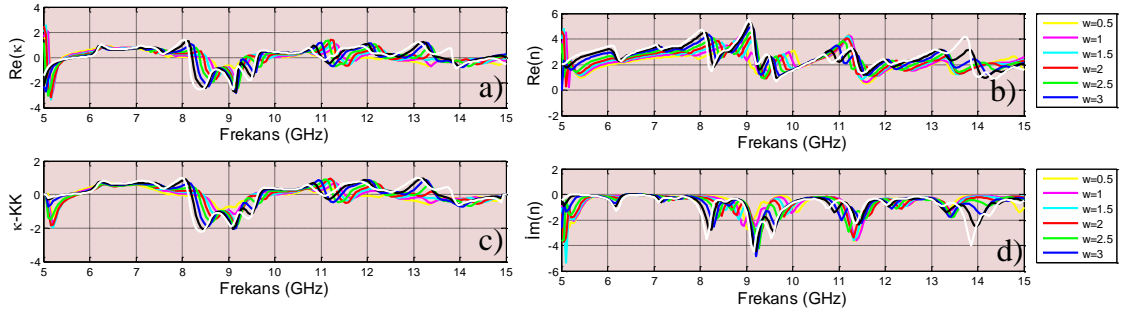 Re(κ)
4
2
0
-2
-4
5 6 7 8 9 10 11 12 13 14 15
Frekans (GHz)
a)
Re(n)
6
4
2
0
-2
5 6 7 8 9 10 11 12 13 14 15
Frekans (GHz)
b)
w=0.5
w=1
w=1.5
w=2
w=2.5
w=3
κ-KK
2
0
-2
-4
5 6 7 8 9 10 11 12 13 14 15
Frekans (GHz)
c)
İm(n)
2
0
-2
-4
-6
5 6 7 8 9 10 11 12 13 14 15
Frekans (GHz)
d)
w=0.5
w=1
w=1.5
w=2
w=2.5
w=3